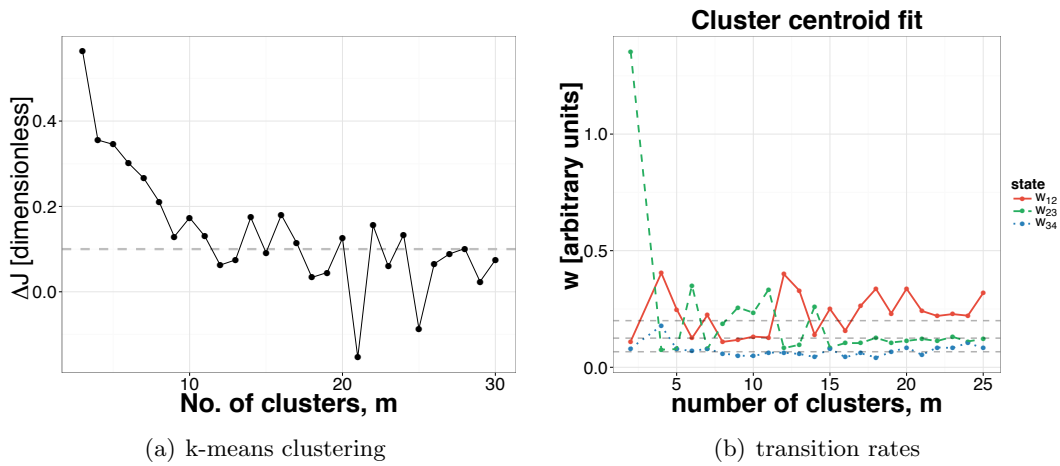 ΔJ [dimensionless]
0.4
0.2
0.0
10
20
30
No. of clusters, m
(a) k-means clustering
Cluster centroid fit
w [arbitrary units]
1.0
0.5
0.0
5
10
15
20
25
number of clusters, m
state
w12
w23
w34
(b) transition rates